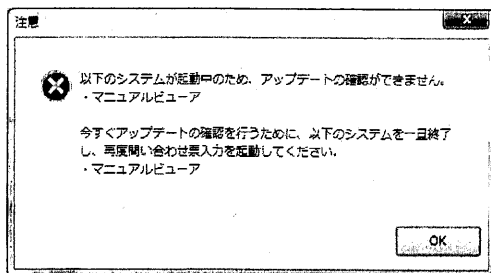 注意
以下のシステムが起動中のため、アップデートの確認ができません。
・マニュアルビューア
今すぐアップデートの確認を行うために、以下のシステムを一旦終了
し、再度問い合わせ票入力を起動してください。
・マニュアルビューア
OK